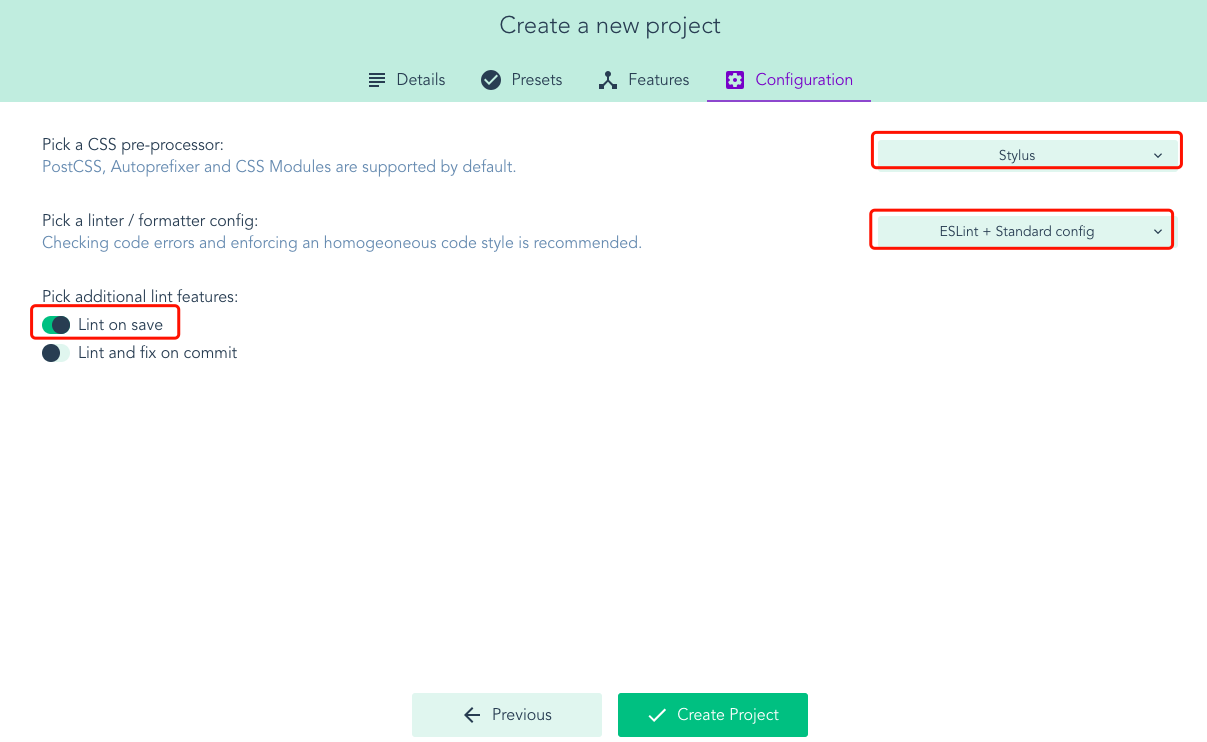 Create a new project
Details Presets Features Configuration
Pick a CSS pre-processor:
PostCSS, Autoprefixer and CSS Modules are supported by default.
Stylus
Pick a linter / formatter config:
Checking code errors and enforcing an homogeoneous code style is recommended.
ESLint + Standard config
Pick additional lint features:
Lint on save
Lint and fix on commit
Previous Create Project